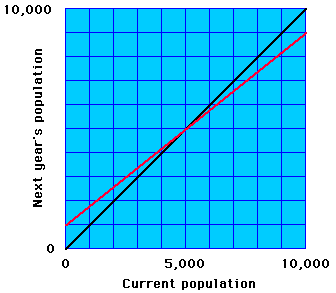 10,000
Next year's population
0
0
5,000
10,000
Current population